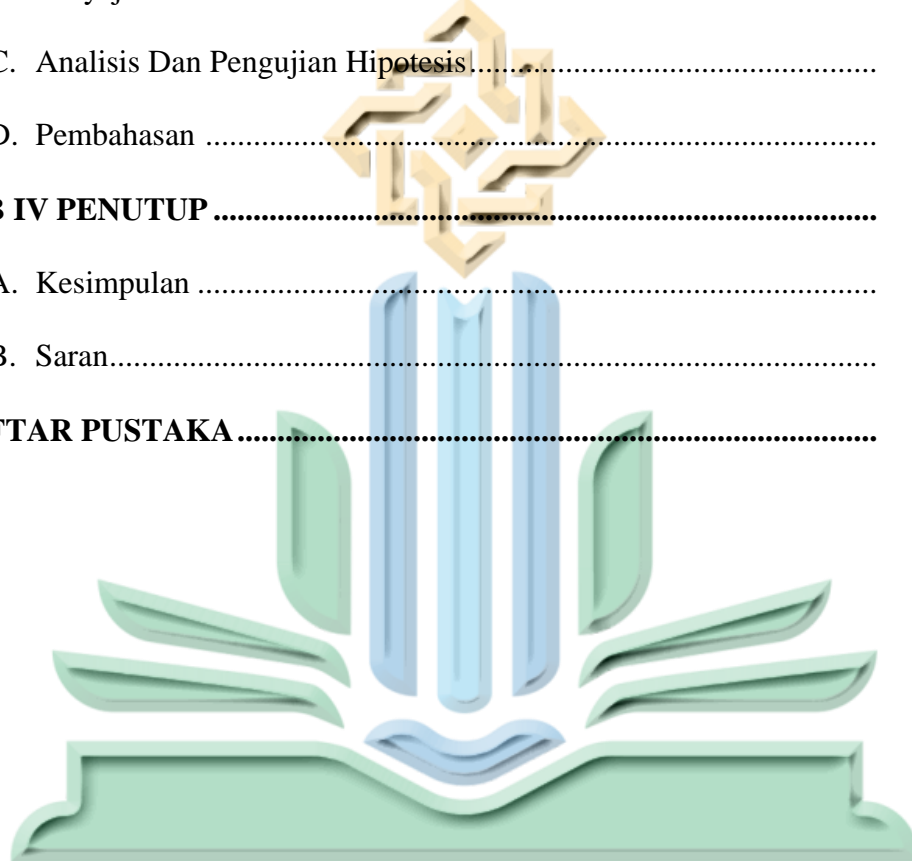 C. Analisis Dan Pengujian Hipotesis..................................................
D. Pembahasan ...................................................................................
IV PENUTUP...................................................................................
A. Kesimpulan ....................................................................................
B. Saran................................................................................................
TAR PUSTAKA................................................................................